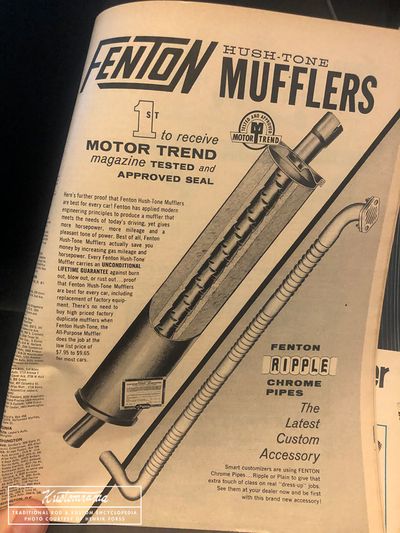 FENTON
HUSH-TONE
MUFFLERS
1ST
to receive
MOTOR TREND
magazine TESTED and
APPROVED SEAL
TESTED AND APPROVED
MT
MOTOR TREND
Here's further proof that Fenton Hush-Tone Mufflers
are best for every car! Fenton has applied modern
engineering principles to produce a muffler that
meets the needs of today's driving, yet gives
more horsepower, more mileage and a
pleasant tone of power. Best of all, Fenton
Hush-Tone Mufflers actually save you
money by increasing gas mileage and
horsepower. Every Fenton Hush-Tone
Muffler carries an UNCONDITIONAL
LIFETIME GUARANTEE against burn
out, blow out, or rust out...proof
that Fenton Hush-Tone Mufflers
are best for every car, including
replacement of factory equip-
ment. There's no need to
buy high priced factory
duplicate mufflers when
Fenton Hush-Tone, the
All-Purpose Muffler
does the job at the
low list price of
$7.95 to $9.65
for most cars.
FENTON
RIPPLE
CHROME
PIPES
The
Latest
Custom
Accessory
Smart customizers are using FENTON
Chrome Pipes...Ripple or Plain to give that
extra touch of class on real "dress-up" jobs.
See them at your dealer now and be first
with this brand new accessory!
Kustomrama
TRADITIONAL ROD & KUSTOM ENCYCLOPEDIA
PHOTO COURTESY OF HENRIK FORSS